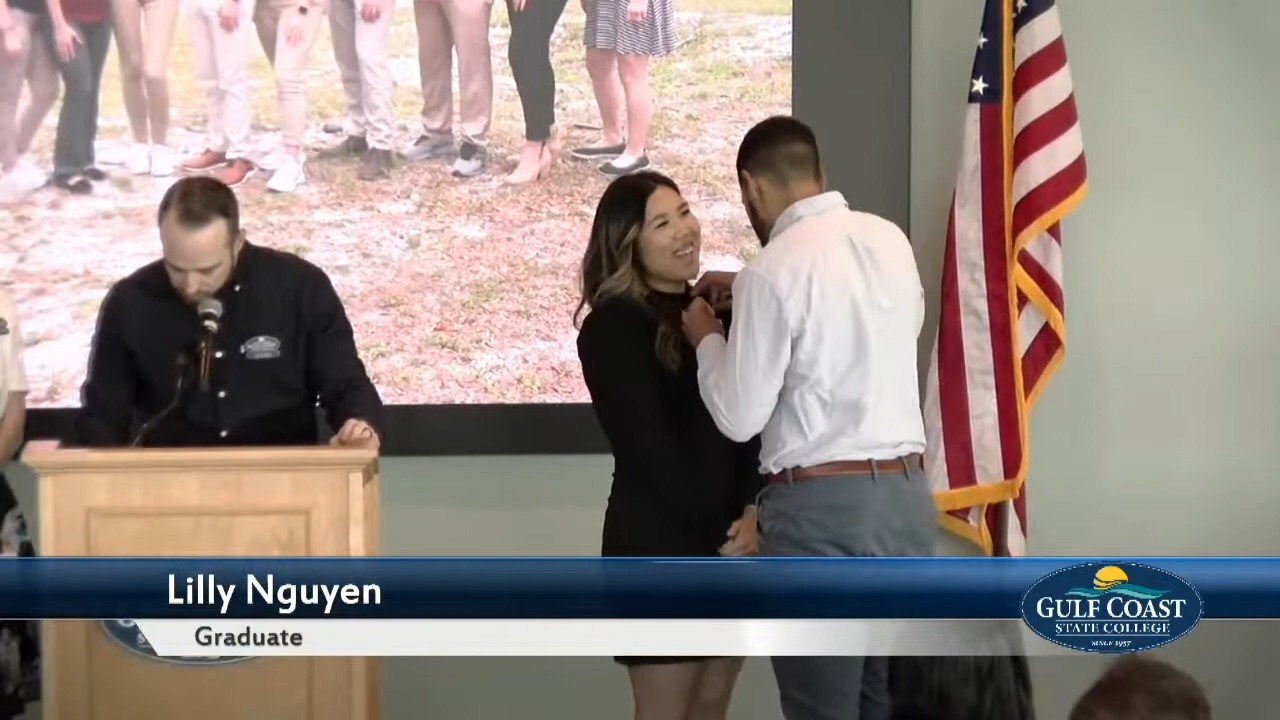 Lilly Nguyen
Graduate
GULF COAST
STATE COLLEGE
SINCE 1957